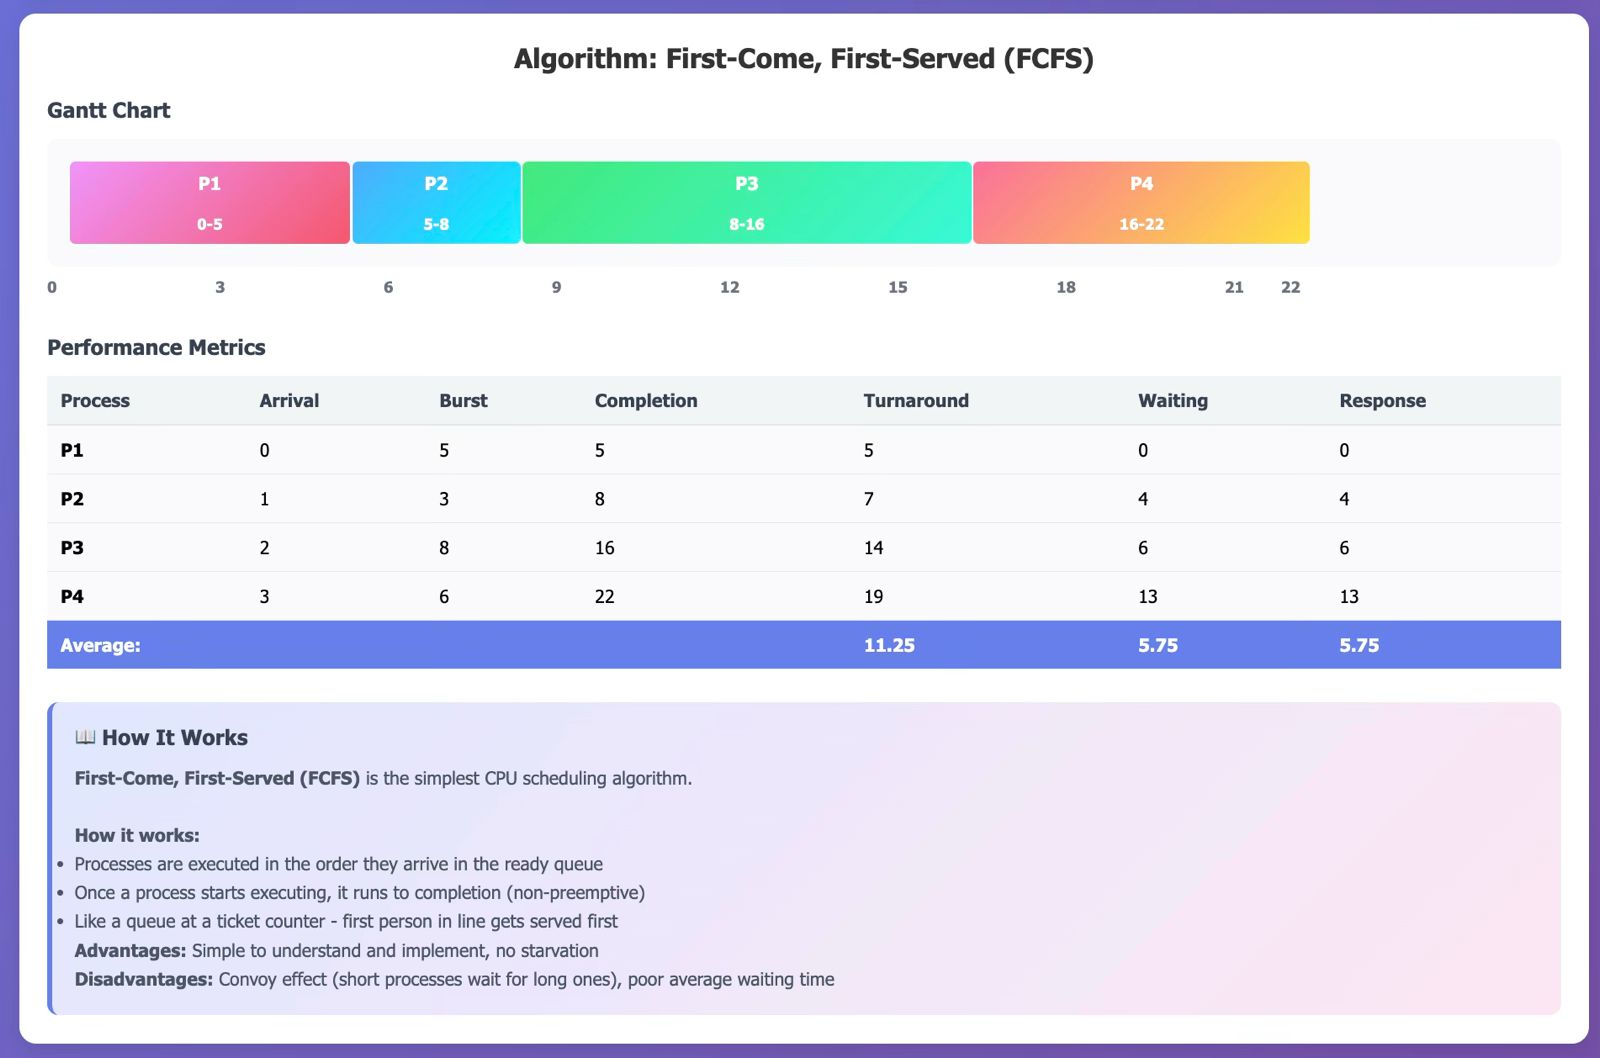 Algorithm: First-Come, First-Served (FCFS)
Gantt Chart
P1 P2 P3 P4
0-5 5-8 8-16 16-22
0 3 6 9 12 15 18 21 22
Performance Metrics
Process Arrival Burst Completion Turnaround Waiting Response
P1 0 5 5 5 0 0
P2 1 3 8 7 4 4
P3 2 8 16 14 6 6
P4 3 6 22 19 13 13
Average: 11.25 5.75 5.75
📖 How It Works
First-Come, First-Served (FCFS) is the simplest CPU scheduling algorithm.
How it works:
• Processes are executed in the order they arrive in the ready queue
• Once a process starts executing, it runs to completion (non-preemptive)
• Like a queue at a ticket counter - first person in line gets served first
Advantages: Simple to understand and implement, no starvation
Disadvantages: Convoy effect (short processes wait for long ones), poor average waiting time